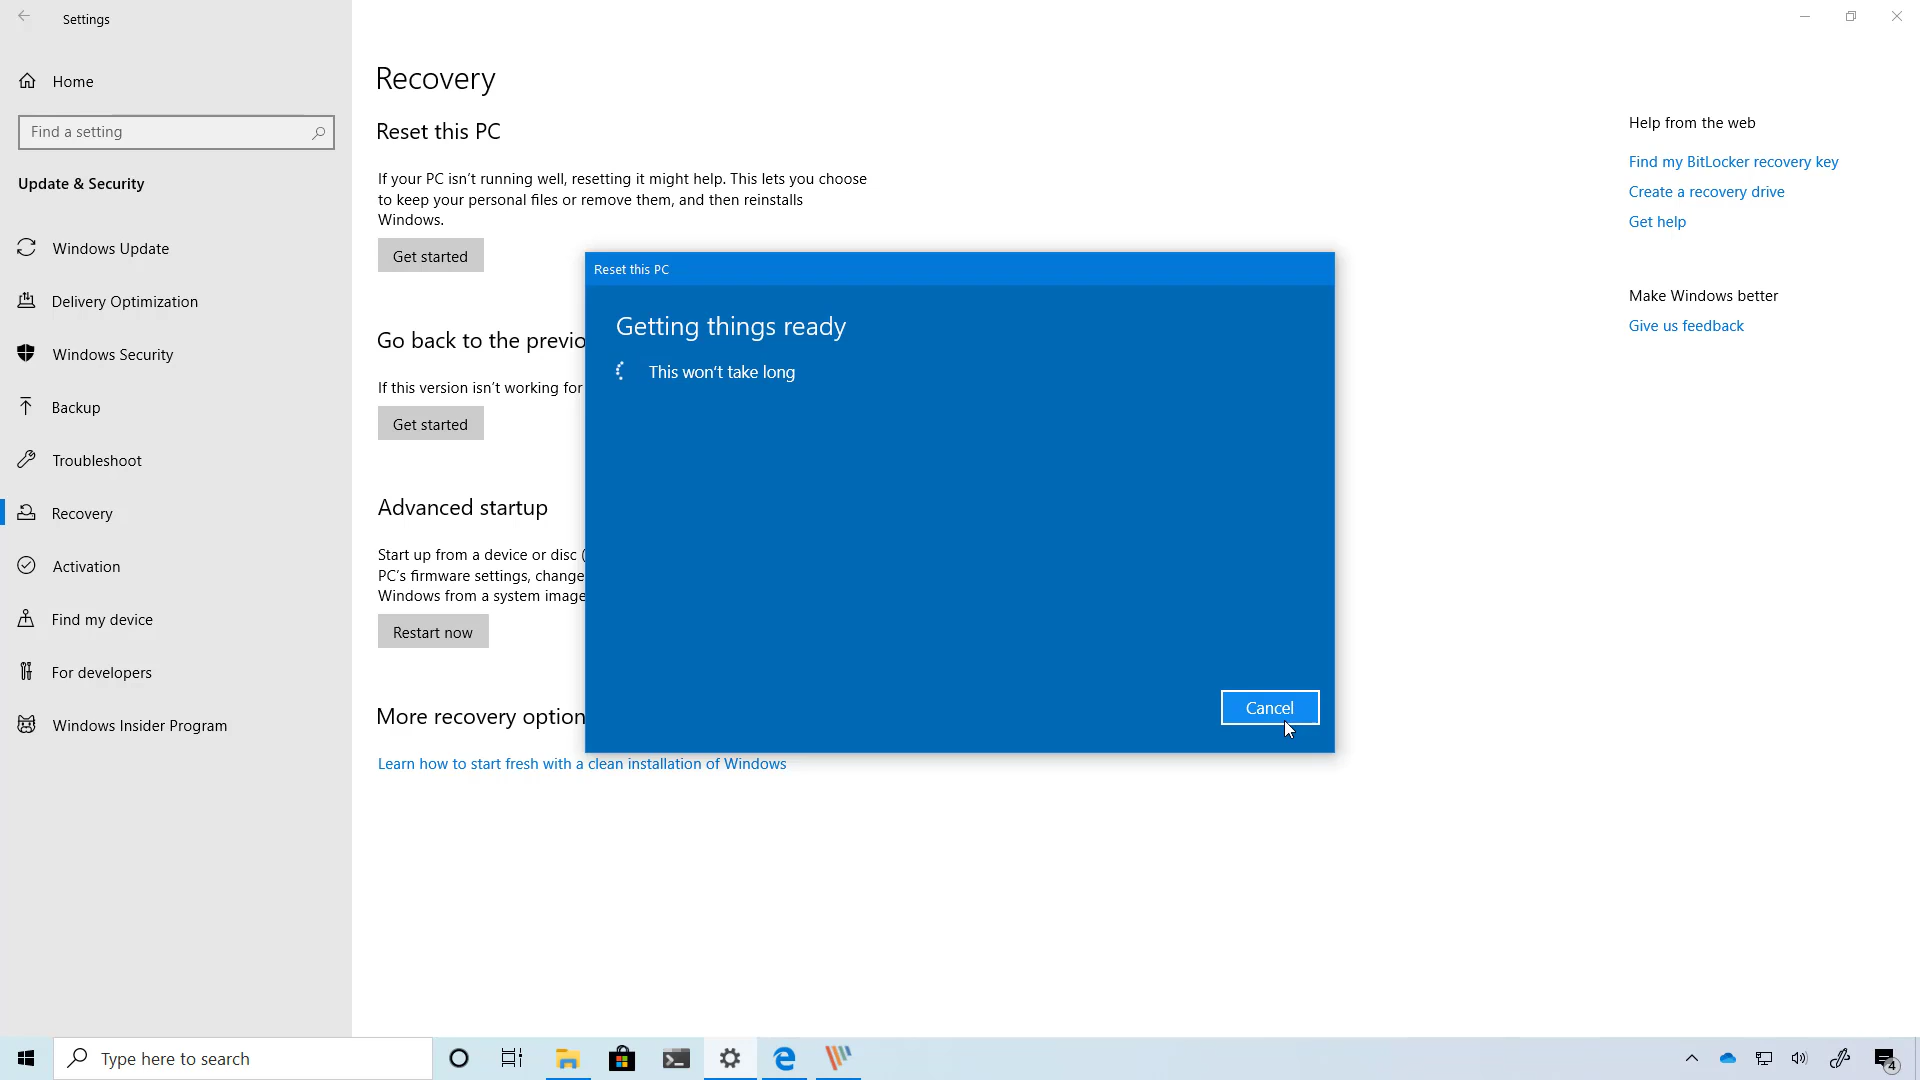 Settings
Home
Find a setting
Update & Security
Windows Update
Delivery Optimization
Windows Security
Backup
Troubleshoot
Recovery
Activation
Find my device
For developers
Windows Insider Program
Recovery
Reset this PC
If your PC isn't running well, resetting it might help. This lets you choose
to keep your personal files or remove them, and then reinstalls
Windows.
Get started
Go back to the previo
If this version isn't working for
Get started
Advanced startup
Start up from a device or disc (
PC's firmware settings, change
Windows from a system image
Restart now
More recovery option
Learn how to start fresh with a clean installation of Windows
Reset this PC
Getting things ready
This won't take long
Cancel
Help from the web
Find my BitLocker recovery key
Create a recovery drive
Get help
Make Windows better
Give us feedback
Type here to search
4